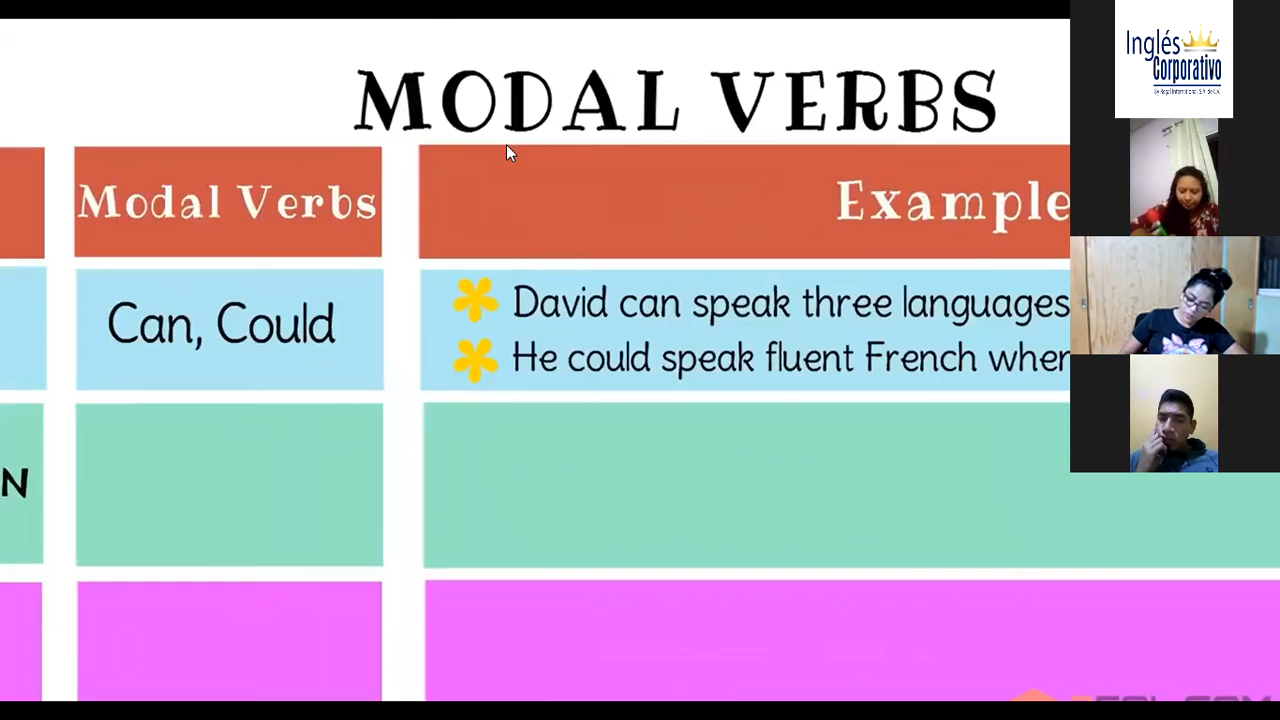 MODAL VERBS
Modal Verbs
Example
Can, Could
David can speak three languages
He could speak fluent French when
N
Inglés
Corporativo